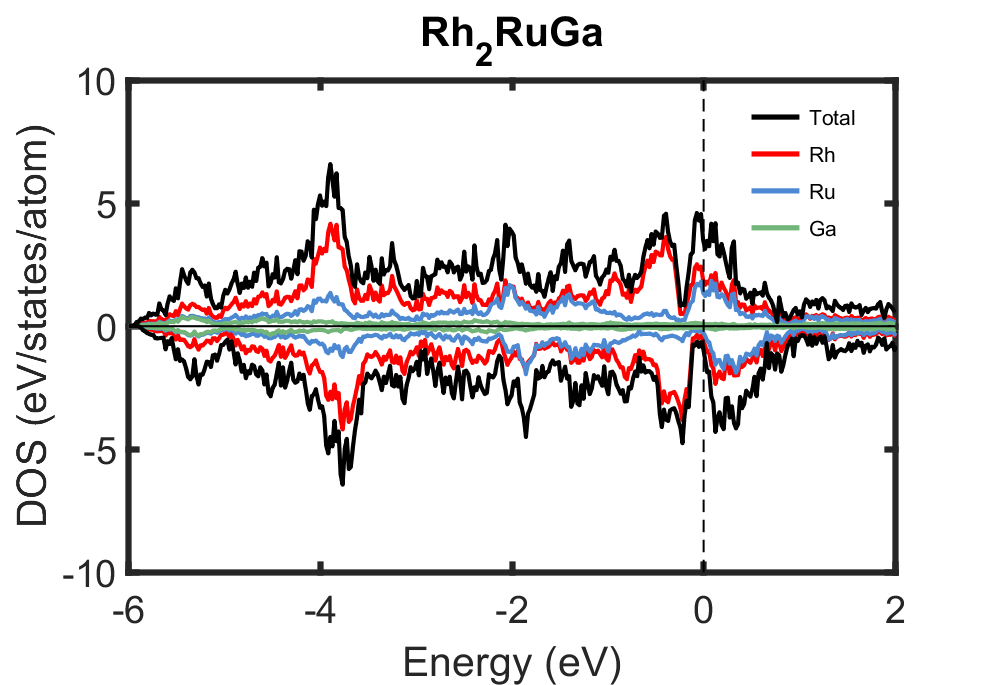 Rh₂RuGa
DOS (eV/states/atom)
10
5
0
-5
-10
Total
Rh
Ru
Ga
-6 -4 -2 0 2
Energy (eV)